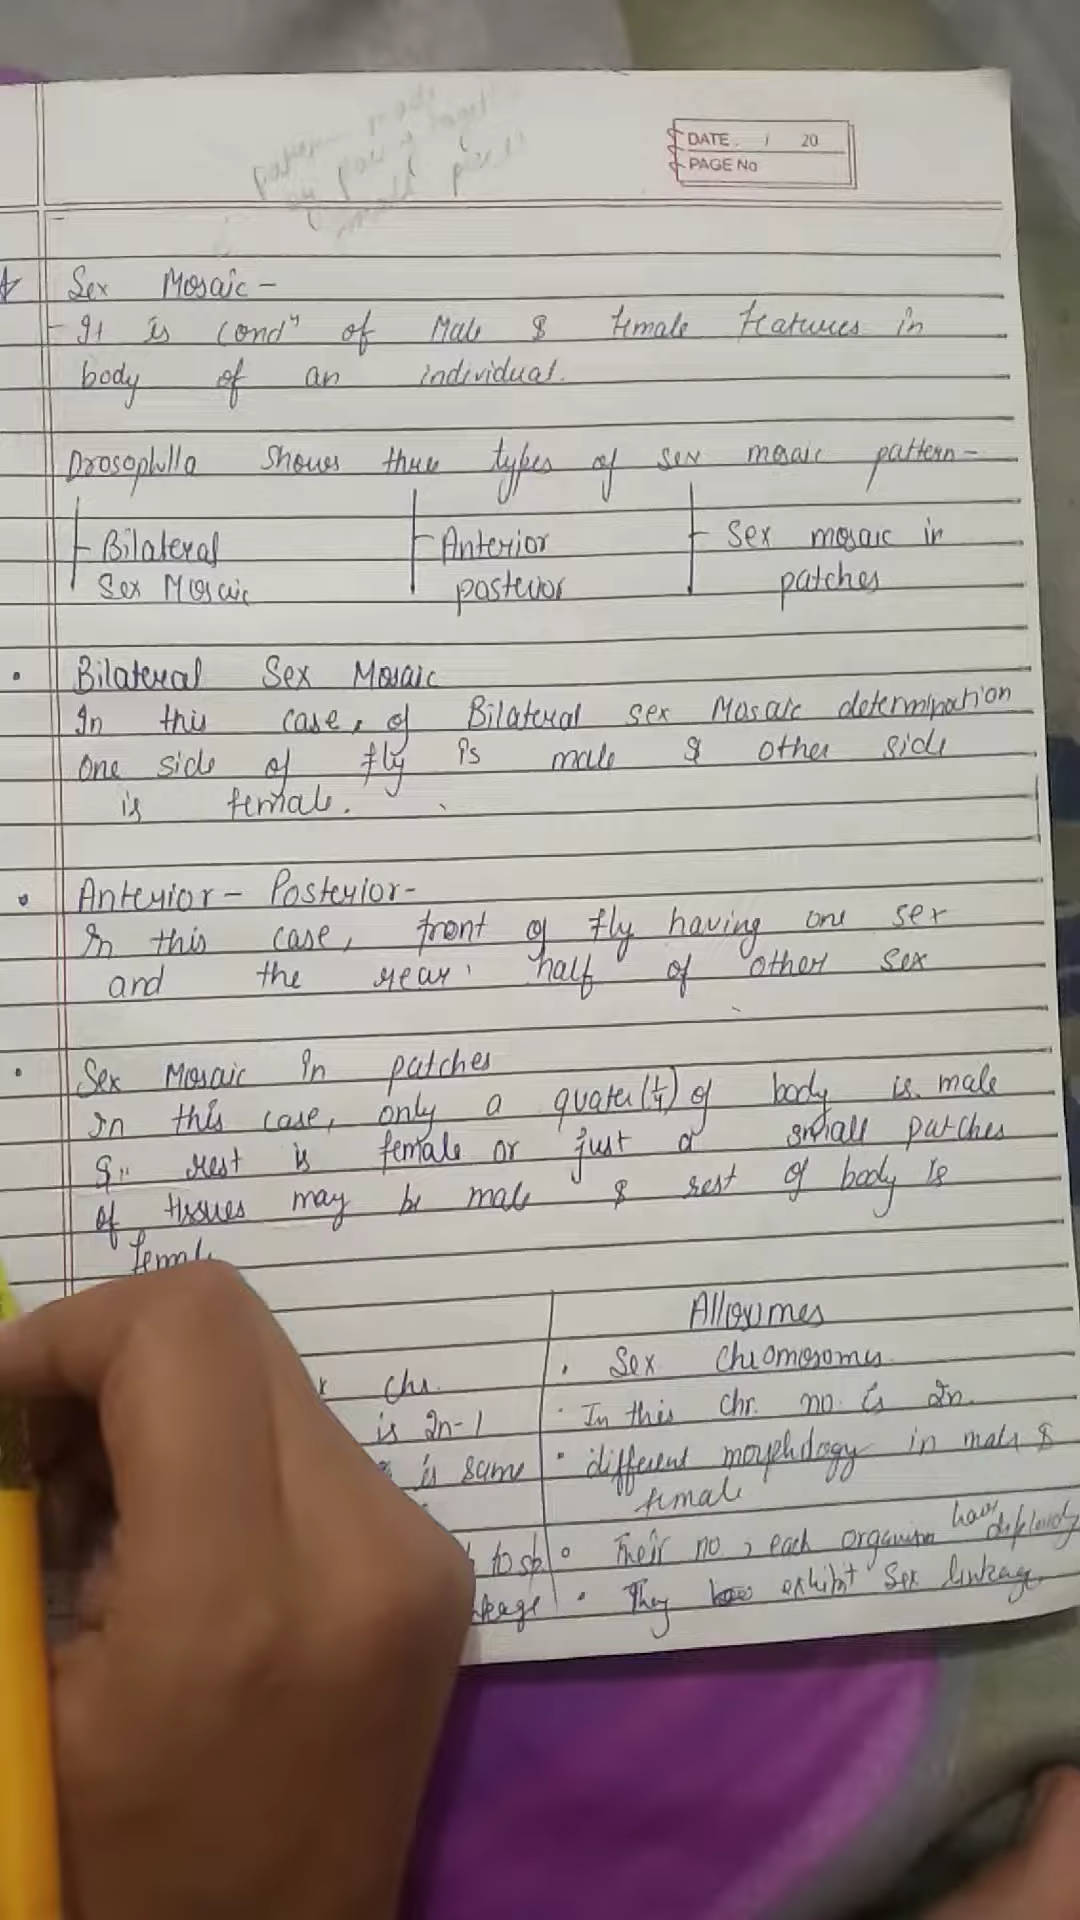 DATE / 20
PAGE No
Sex Mosaic -
- It is condn of Male & female features in
body of an individual.
Drosophilla shows three types of sex mosaic pattern -
Bilateral
Sex Mosaic
Anterior
posterior
Sex mosaic in
patches
• Bilateral Sex Mosaic
In this case, of Bilateral sex Mosaic determination
one side of fly is male & other side
is female.
• Anterior - Posterior -
In this case, front of fly having one sex
and the rear half of other sex
• Sex Mosaic in patches
In this case, only a quater (1/4) of body is male
& rest is female or just a small patches
of tissues may be male & rest of body is
female
Chr.
is 2n-1
is same
to sp.
Allosomes
• Sex Chromosomes
• In this chr. no. is 2n.
• different morphology in male &
female
• Their no, each organism have diploidy
• They exhibit Sex linkage